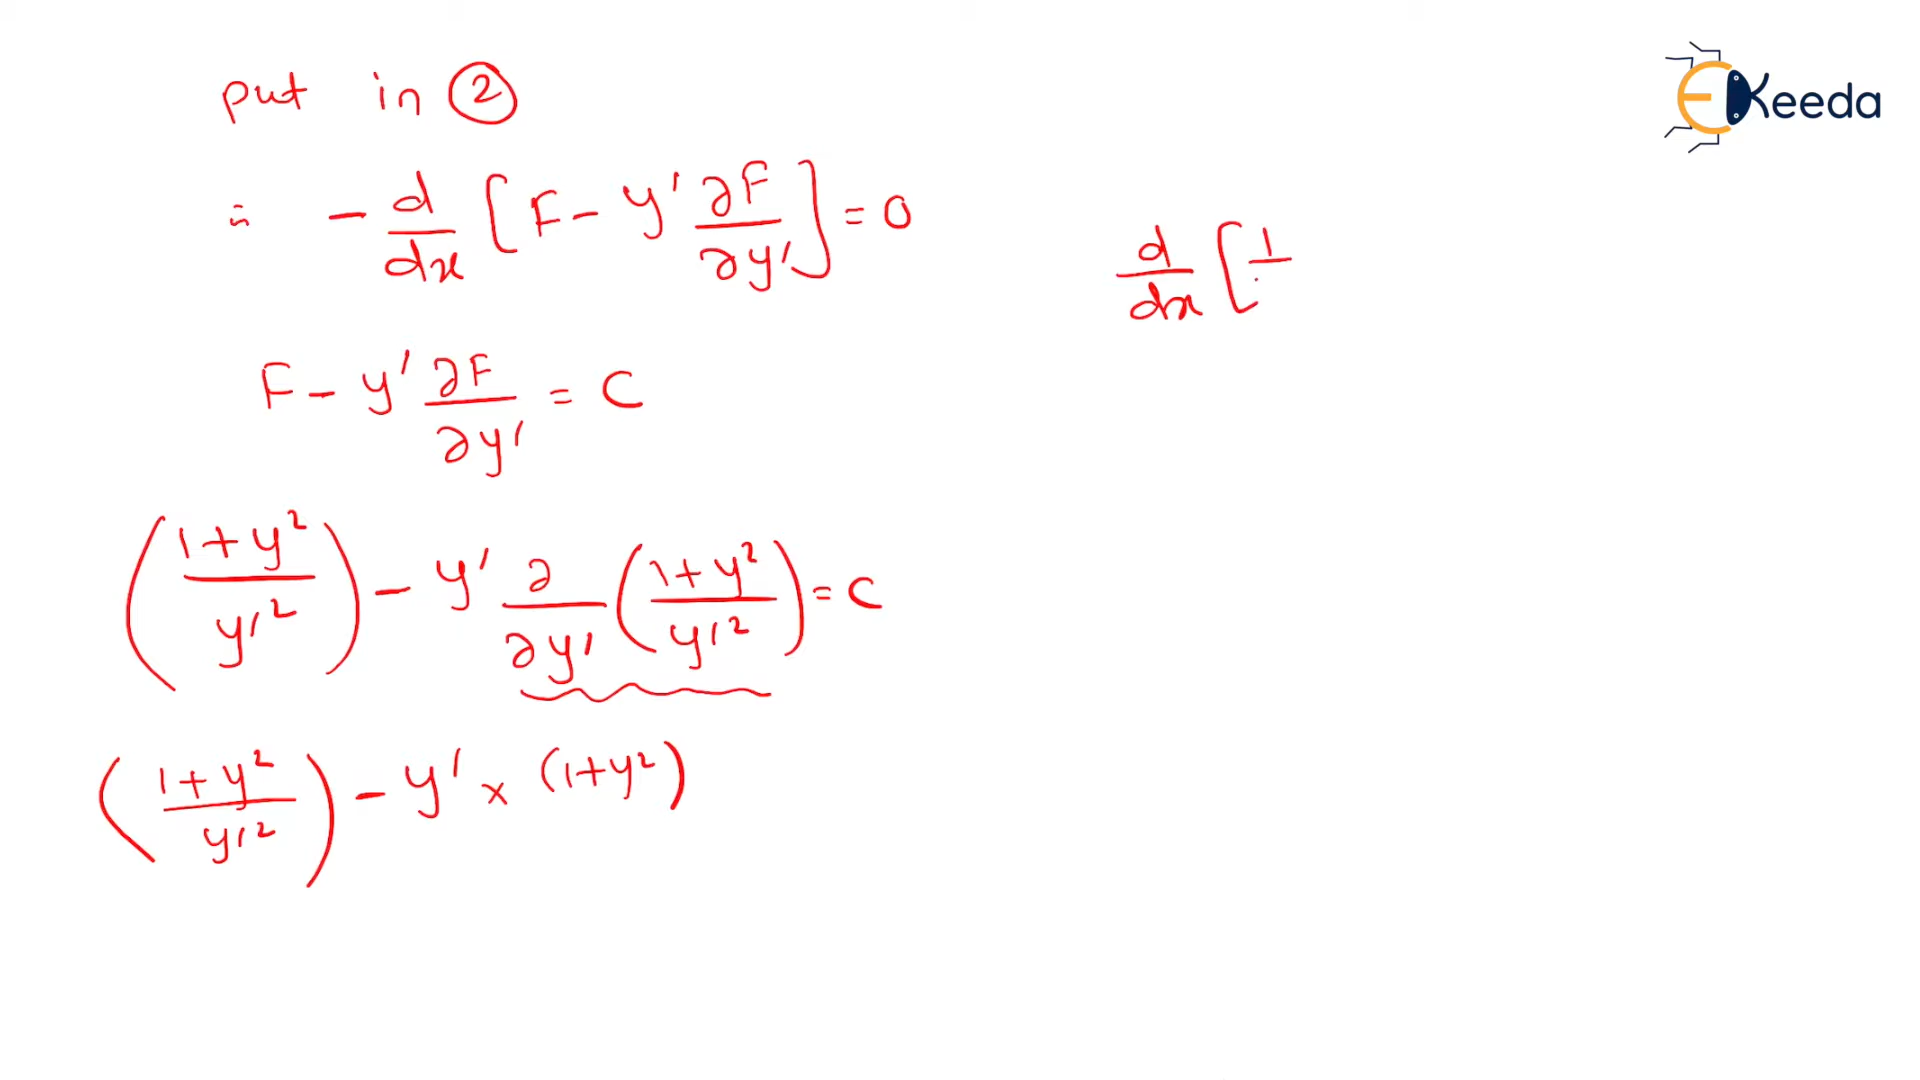 put in ②
∴ - d/dx [F - y' ∂F/∂y'] = 0
F - y' ∂F/∂y' = C
((1+y²)/y'²) - y' ∂/∂y' ((1+y²)/y'²) = C
((1+y²)/y'²) - y' × (1+y²)
d/dx [1/
EKeeda